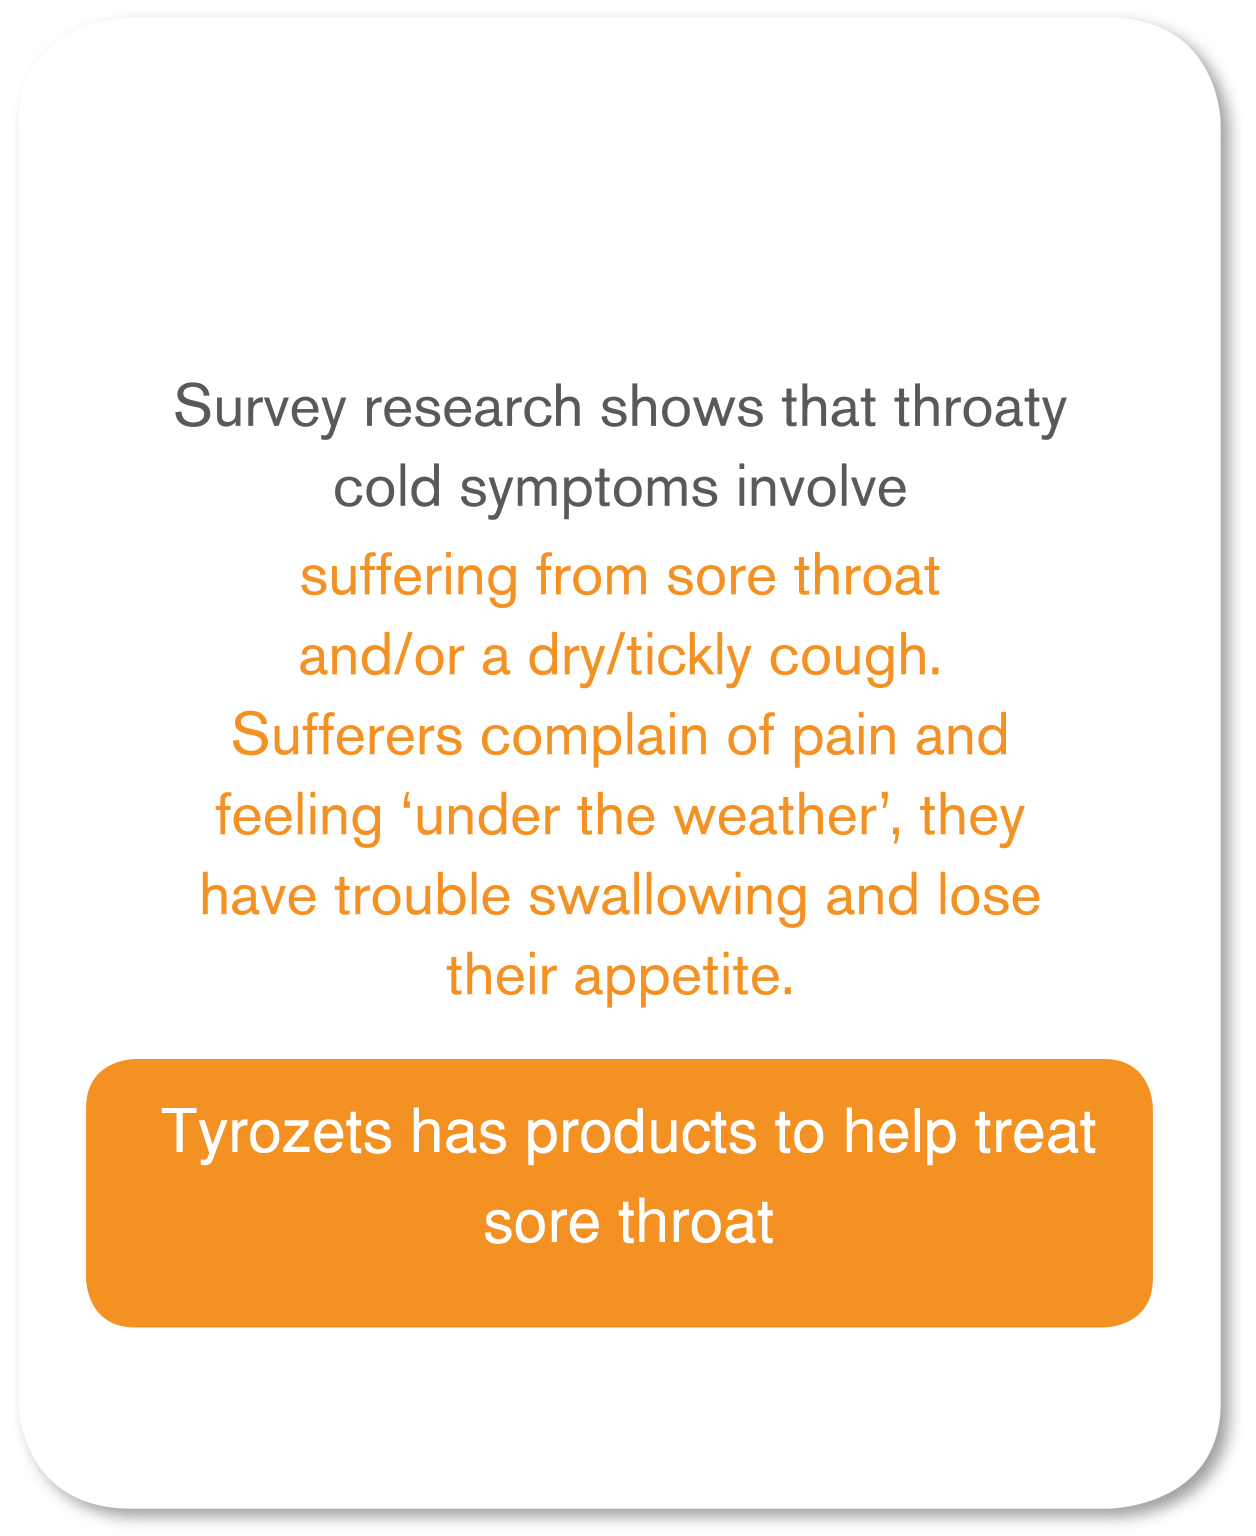 Survey research shows that throaty
cold symptoms involve
suffering from sore throat
and/or a dry/tickly cough.
Sufferers complain of pain and
feeling ‘under the weather’, they
have trouble swallowing and lose
their appetite.
Tyrozets has products to help treat
sore throat